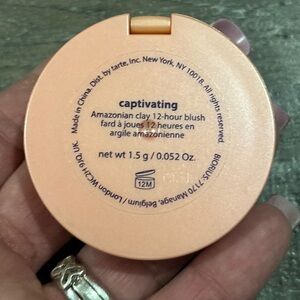 captivating
Amazonian clay 12-hour blush
fard à joues 12 heures en
argile amazonienne
net wt 1.5 g / 0.052 Oz.
12M
Made in China. Dist. by tarte, Inc. New York, NY 10018. All rights reserved.
BIORIUS: 7170 Manage, Belgium / London WC2H 9JQ, UK.